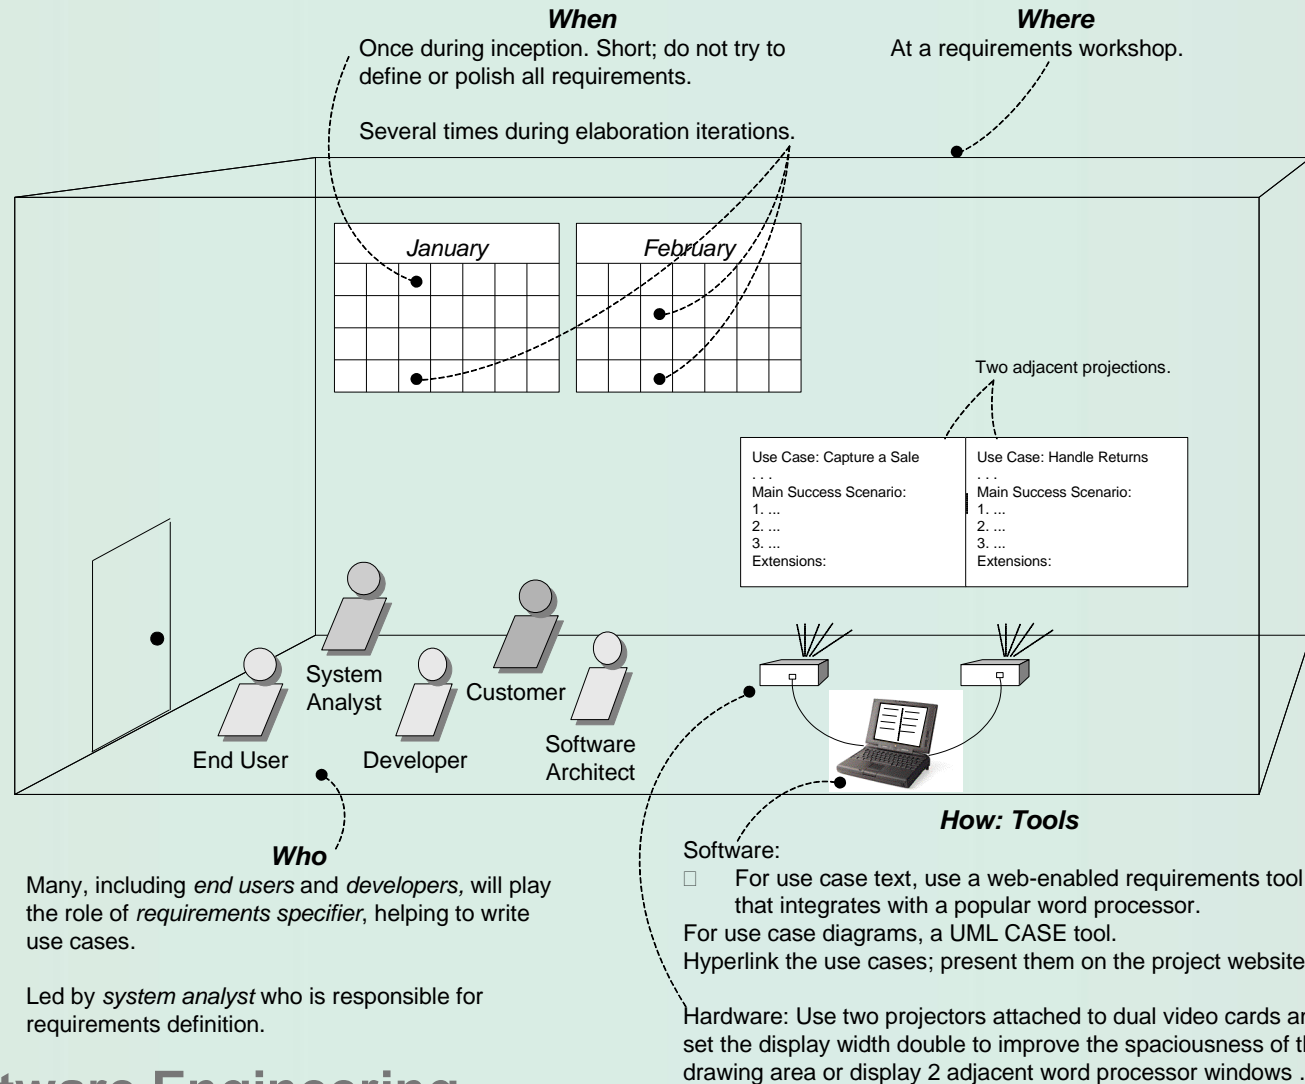 When
Once during inception. Short; do not try to
define or polish all requirements.
Several times during elaboration iterations.
Where
At a requirements workshop.
January
February
Two adjacent projections.
Use Case: Capture a Sale
. . .
Main Success Scenario:
1. ...
2. ...
3. ...
Extensions:
Use Case: Handle Returns
. . .
Main Success Scenario:
1. ...
2. ...
3. ...
Extensions:
System
Analyst
Customer
End User
Developer
Software
Architect
Who
Many, including end users and developers, will play
the role of requirements specifier, helping to write
use cases.
Led by system analyst who is responsible for
requirements definition.
How: Tools
Software:
For use case text, use a web-enabled requirements tool
that integrates with a popular word processor.
For use case diagrams, a UML CASE tool.
Hyperlink the use cases; present them on the project website
Hardware: Use two projectors attached to dual video cards
set the display width double to improve the spaciousness of
drawing area or display 2 adjacent word processor windows .
Engineering